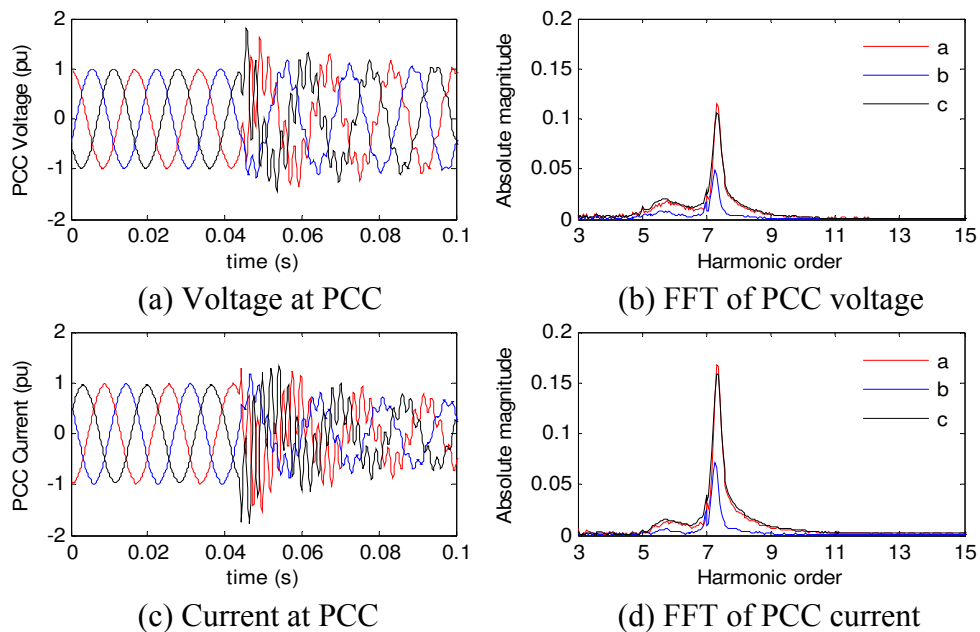 2
1
0
-1
-2
PCC Voltage (pu)
0 0.02 0.04 0.06 0.08 0.1
time (s)
(a) Voltage at PCC
0.2
0.15
0.1
0.05
0
Absolute magnitude
a
b
c
3 5 7 9 11 13 15
Harmonic order
(b) FFT of PCC voltage
2
1
0
-1
-2
PCC Current (pu)
0 0.02 0.04 0.06 0.08 0.1
time (s)
(c) Current at PCC
0.2
0.15
0.1
0.05
0
Absolute magnitude
a
b
c
3 5 7 9 11 13 15
Harmonic order
(d) FFT of PCC current